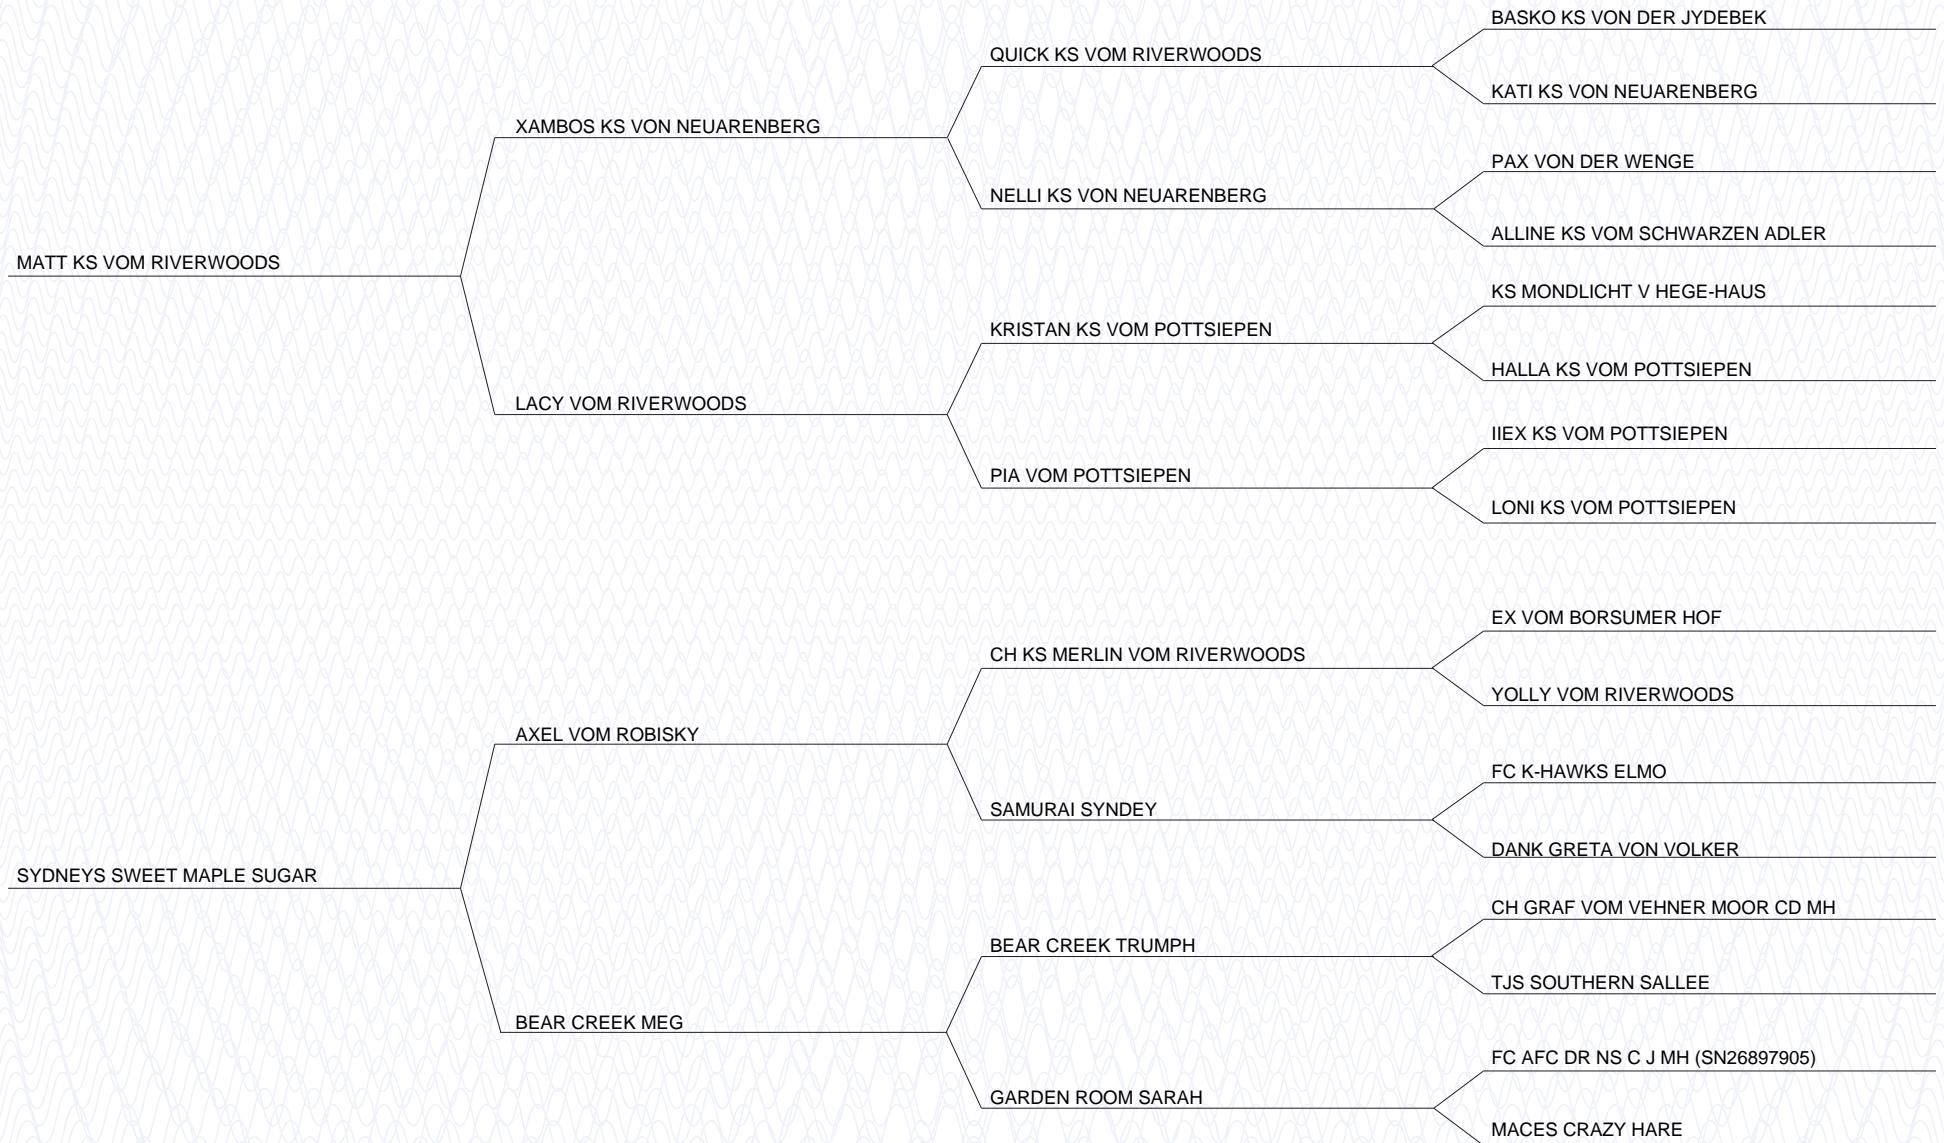 BASKO KS VON DER JYDEBEK
QUICK KS VOM RIVERWOODS
KATI KS VON NEUARENBERG
XAMBOS KS VON NEUARENBERG
PAX VON DER WENGE
NELLI KS VON NEUARENBERG
ALLINE KS VOM SCHWARZEN ADLER
MATT KS VOM RIVERWOODS
KS MONDLICHT V HEGE-HAUS
KRISTAN KS VOM POTTSIEPEN
HALLA KS VOM POTTSIEPEN
LACY VOM RIVERWOODS
IIEX KS VOM POTTSIEPEN
PIA VOM POTTSIEPEN
LONI KS VOM POTTSIEPEN
EX VOM BORSUMER HOF
CH KS MERLIN VOM RIVERWOODS
YOLLY VOM RIVERWOODS
AXEL VOM ROBISKY
FC K-HAWKS ELMO
SAMURAI SYNDEY
DANK GRETA VON VOLKER
SYDNEYS SWEET MAPLE SUGAR
CH GRAF VOM VEHNER MOOR CD MH
BEAR CREEK TRUMPH
TJS SOUTHERN SALLEE
BEAR CREEK MEG
FC AFC DR NS C J MH (SN26897905)
GARDEN ROOM SARAH
MACES CRAZY HARE